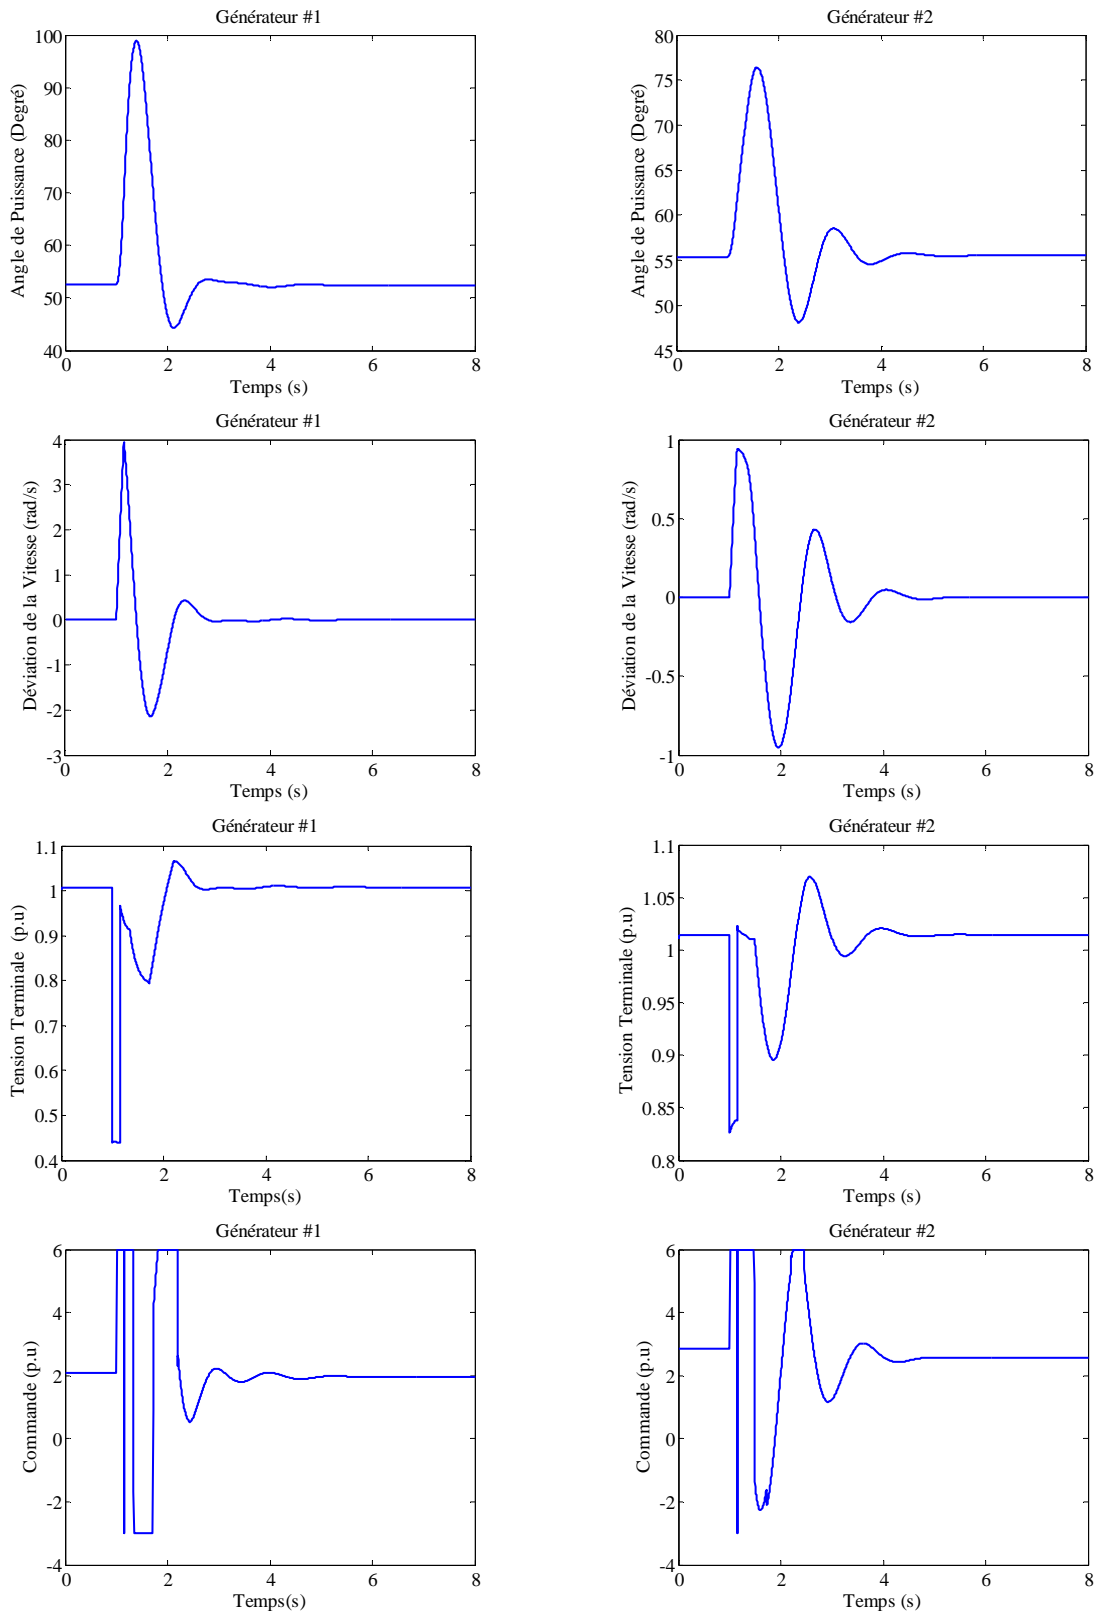 Générateur #1
Angle de Puissance (Degré)
100
90
80
70
60
50
40
0 2 4 6 8
Temps (s)
Générateur #2
Angle de Puissance (Degré)
80
75
70
65
60
55
50
45
0 2 4 6 8
Temps (s)
Générateur #1
Déviation de la Vitesse (rad/s)
4
3
2
1
0
-1
-2
-3
0 2 4 6 8
Temps (s)
Générateur #2
Déviation de la Vitesse (rad/s)
1
0.5
0
-0.5
-1
0 2 4 6 8
Temps (s)
Générateur #1
Tension Terminale (p.u)
1.1
1
0.9
0.8
0.7
0.6
0.5
0.4
0 2 4 6 8
Temps(s)
Générateur #2
Tension Terminale (p.u)
1.1
1.05
1
0.95
0.9
0.85
0.8
0 2 4 6 8
Temps (s)
Générateur #1
Commande (p.u)
6
4
2
0
-2
-4
0 2 4 6 8
Temps(s)
Générateur #2
Commande (p.u)
6
4
2
0
-2
-4
0 2 4 6 8
Temps (s)